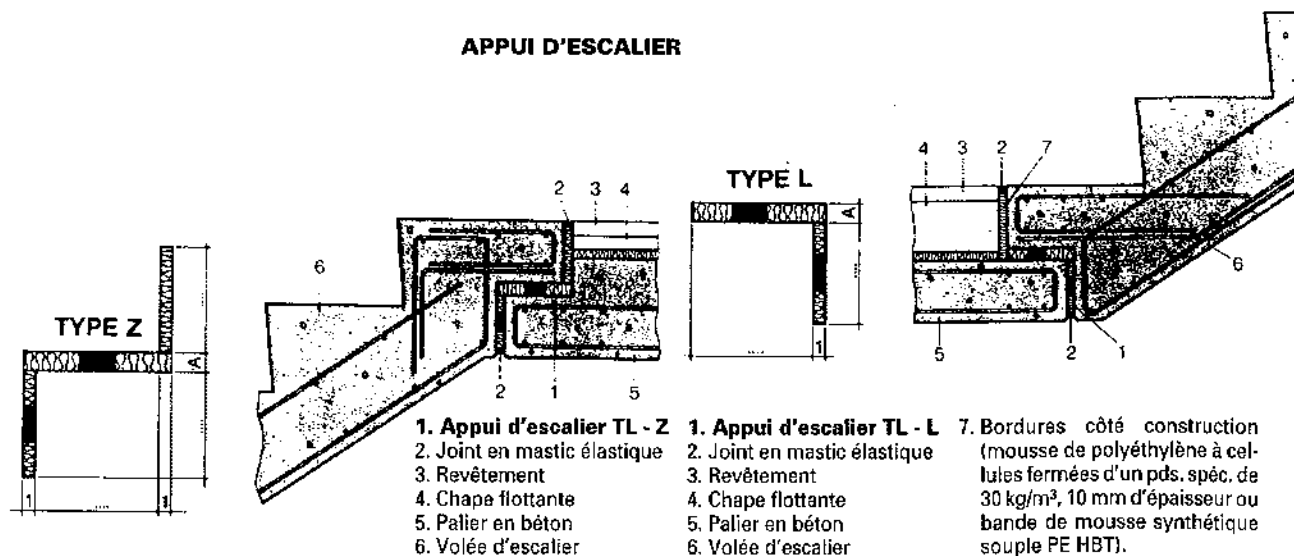 APPUI D'ESCALIER
4 3 2 7
TYPE L
A
2 3 4
6
TYPE Z
A
1
6
5 2 1
2 1 5
1 1
1. Appui d'escalier TL - Z
2. Joint en mastic élastique
3. Revêtement
4. Chape flottante
5. Palier en béton
6. Volée d'escalier
1. Appui d'escalier TL - L
2. Joint en mastic élastique
3. Revêtement
4. Chape flottante
5. Palier en béton
6. Volée d'escalier
7. Bordures côté construction
(mousse de polyéthylène à cel-
lules fermées d'un pds. spéc. de
30 kg/m³, 10 mm d'épaisseur ou
bande de mousse synthétique
souple PE HBT).